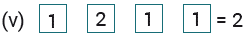 (v) 1 2 1 1 = 2